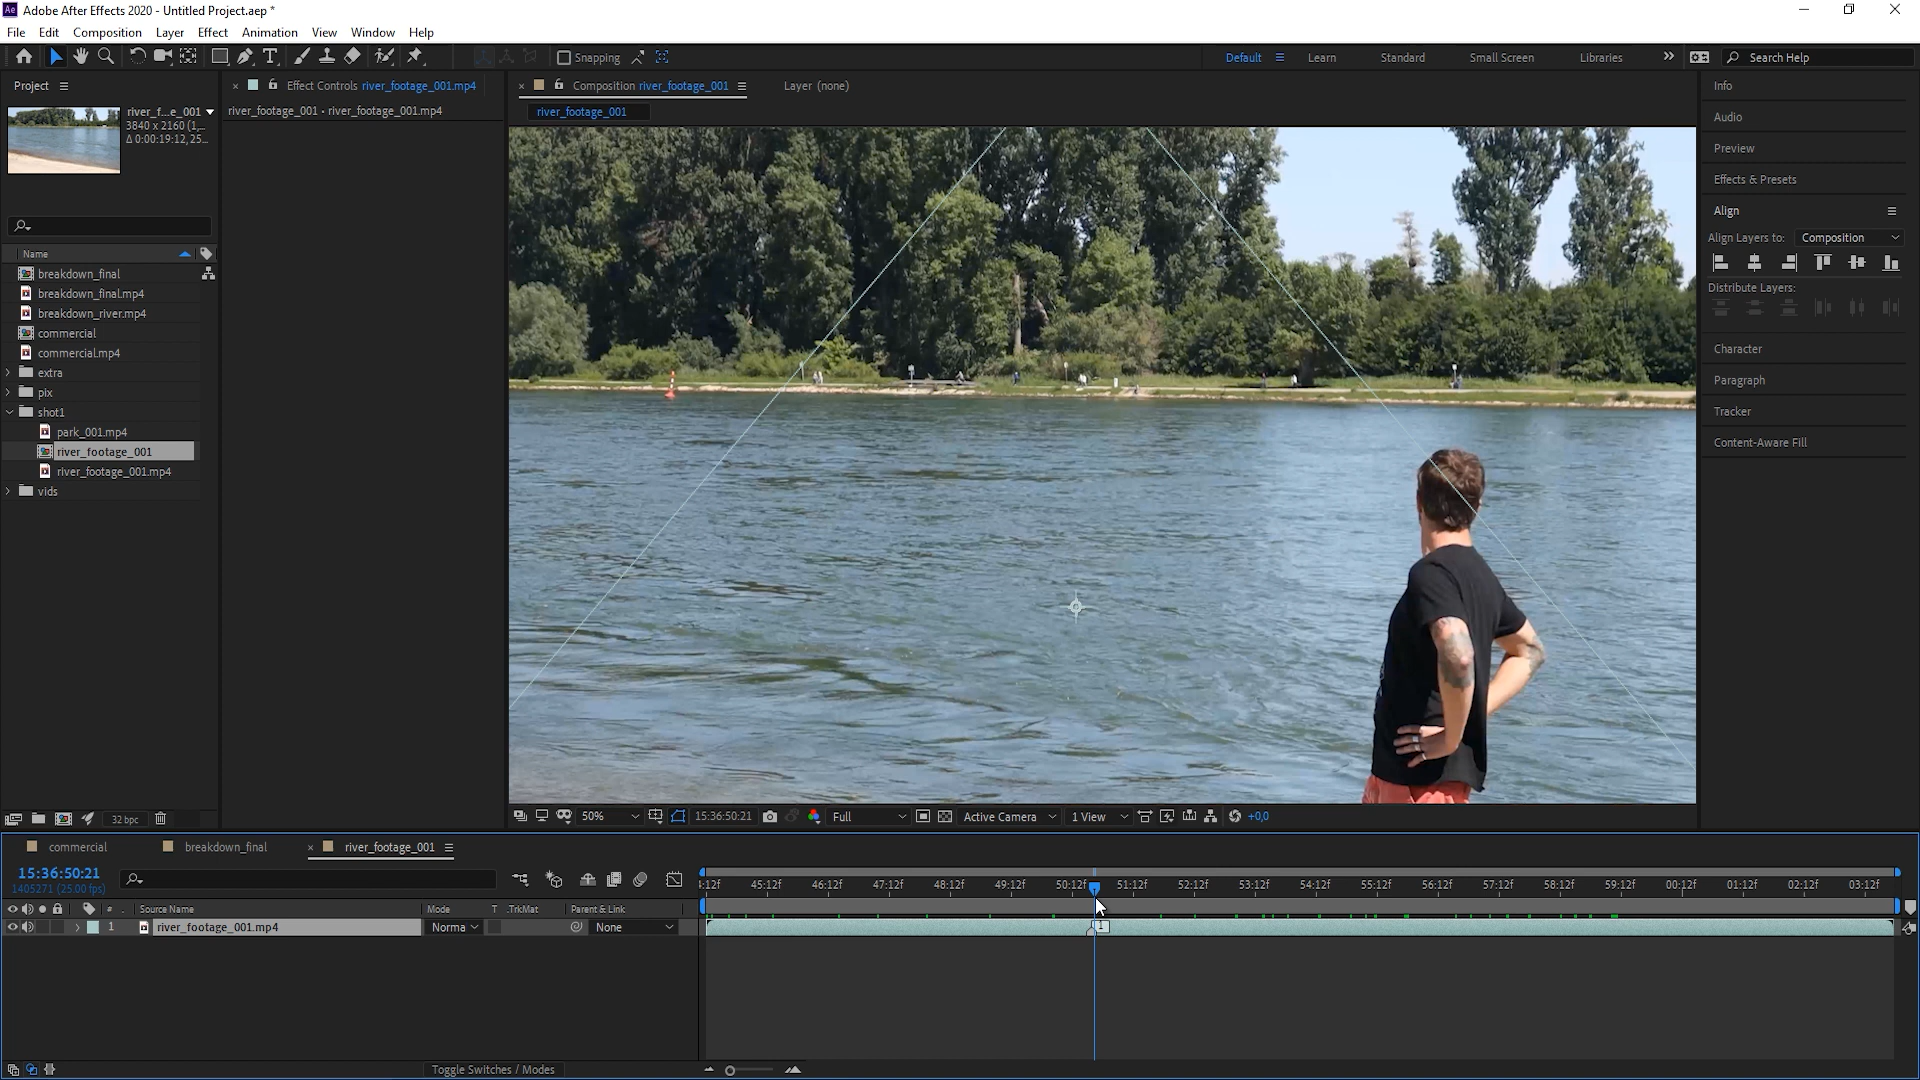 Ae Adobe After Effects 2020 - Untitled Project.aep *
File Edit Composition Layer Effect Animation View Window Help
Snapping Default Learn Standard Small Screen Libraries Search Help
Project
Effect Controls river_footage_001.mp4
Composition river_footage_001
Layer (none)
Info
river_f...e_001
3840 x 2160 (1,...
Δ 0:00:19:12, 25...
river_footage_001 • river_footage_001.mp4
river_footage_001
Audio
Preview
Effects & Presets
Align
Align Layers to: Composition
Distribute Layers:
Character
Paragraph
Tracker
Content-Aware Fill
Name
breakdown_final
breakdown_final.mp4
breakdown_river.mp4
commercial
commercial.mp4
extra
pix
shot1
park_001.mp4
river_footage_001
river_footage_001.mp4
vids
32 bpc
50% 15:36:50:21 Full Active Camera 1 View +0,0
commercial breakdown_final river_footage_001
15:36:50:21
1405271 (25.00 fps)
4:12f 45:12f 46:12f 47:12f 48:12f 49:12f 50:12f 51:12f 52:12f 53:12f 54:12f 55:12f 56:12f 57:12f 58:12f 59:12f 00:12f 01:12f 02:12f 03:12f
# . Source Name Mode T .TrkMat Parent & Link
1 river_footage_001.mp4 Norma None 1
Toggle Switches / Modes